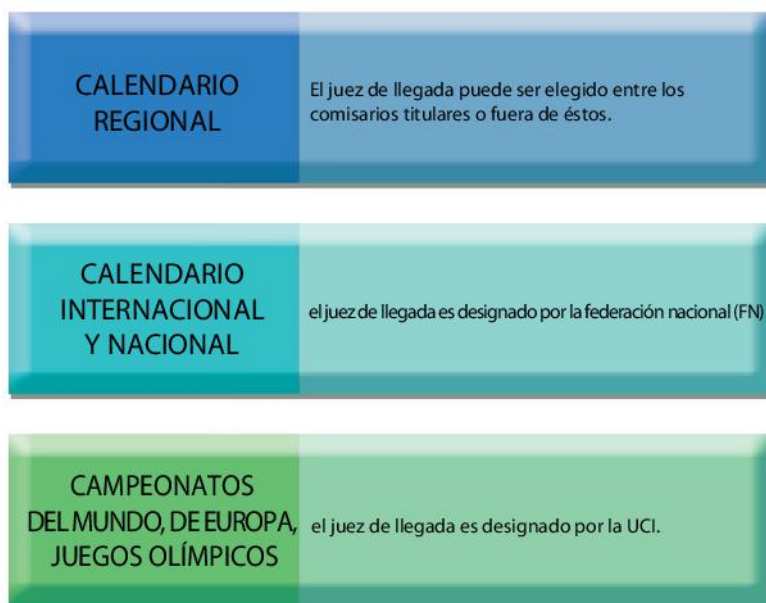 CALENDARIO
REGIONAL
El juez de llegada puede ser elegido entre los
comisarios titulares o fuera de éstos.
CALENDARIO
INTERNACIONAL
Y NACIONAL
el juez de llegada es designado por la federación nacional (FN)
CAMPEONATOS
DEL MUNDO, DE EUROPA,
JUEGOS OLÍMPICOS
el juez de llegada es designado por la UCI.